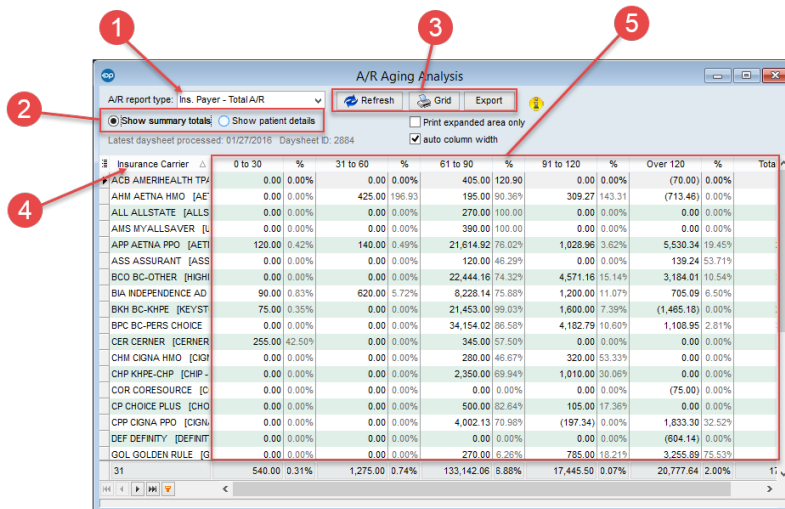 1
3
5
2
4
A/R Aging Analysis
A/R report type: Ins. Payer - Total A/R Refresh Grid Export
Show summary totals Show patient details Print expanded area only
Latest daysheet processed: 01/27/2016 Daysheet ID: 2884 auto column width
Insurance Carrier 0 to 30 % 31 to 60 % 61 to 90 % 91 to 120 % Over 120 % Total
ACB AMERIHEALTH TPA 0.00 0.00% 0.00 0.00% 405.00 120.90 0.00 0.00% (70.00) 0.00%
AHM AETNA HMO [AET 0.00 0.00% 425.00 196.93 195.00 90.36% 309.27 143.31 (713.46) 0.00%
ALL ALLSTATE [ALLS 0.00 0.00% 0.00 0.00% 270.00 100.00 0.00 0.00% 0.00 0.00%
AMS MYALLSAVER [U 0.00 0.00% 0.00 0.00% 390.00 100.00 0.00 0.00% 0.00 0.00%
APP AETNA PPO [AETI 120.00 0.42% 140.00 0.49% 21,614.92 76.02% 1,028.96 3.62% 5,530.34 19.45%
ASS ASSURANT [ASS 0.00 0.00% 0.00 0.00% 120.00 46.29% 0.00 0.00% 139.24 53.71%
BCO BC-OTHER [HIGHI 0.00 0.00% 0.00 0.00% 22,444.16 74.32% 4,571.16 15.14% 3,184.01 10.54%
BIA INDEPENDENCE AD 90.00 0.83% 620.00 5.72% 8,228.14 75.88% 1,200.00 11.07% 705.09 6.50%
BKH BC-KHPE [KEYST 75.00 0.35% 0.00 0.00% 21,453.00 99.03% 1,600.00 7.39% (1,465.18) 0.00%
BPC BC-PERS CHOICE 0.00 0.00% 0.00 0.00% 34,154.02 86.58% 4,182.79 10.60% 1,108.95 2.81%
CER CERNER [CERNER 255.00 42.50% 0.00 0.00% 345.00 57.50% 0.00 0.00% 0.00 0.00%
CHM CIGNA HMO [CIGI 0.00 0.00% 0.00 0.00% 280.00 46.67% 320.00 53.33% 0.00 0.00%
CHP KHPE-CHP [CHIP - 0.00 0.00% 0.00 0.00% 2,350.00 69.94% 1,010.00 30.06% 0.00 0.00%
COR CORESOURCE [C 0.00 0.00% 0.00 0.00% 0.00 0.00% 0.00 0.00% (75.00) 0.00%
CP CHOICE PLUS [CHO 0.00 0.00% 0.00 0.00% 500.00 82.64% 105.00 17.36% 0.00 0.00%
CPP CIGNA PPO [CIGN 0.00 0.00% 0.00 0.00% 4,002.13 70.98% (197.34) 0.00% 1,833.30 32.52%
DEF DEFINITY [DEFINIT 0.00 0.00% 0.00 0.00% 0.00 0.00% 0.00 0.00% (604.14) 0.00%
GOL GOLDEN RULE [G 0.00 0.00% 0.00 0.00% 270.00 6.26% 785.00 18.21% 3,255.89 75.53%
31 540.00 0.31% 1,275.00 0.74% 133,142.06 6.88% 17,445.50 0.07% 20,777.64 2.00% 17